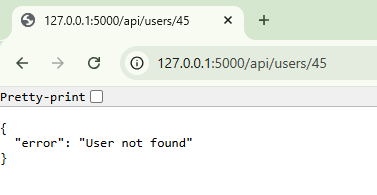 127.0.0.1:5000/api/users/45
127.0.0.1:5000/api/users/45
Pretty-print
{
  "error": "User not found"
}